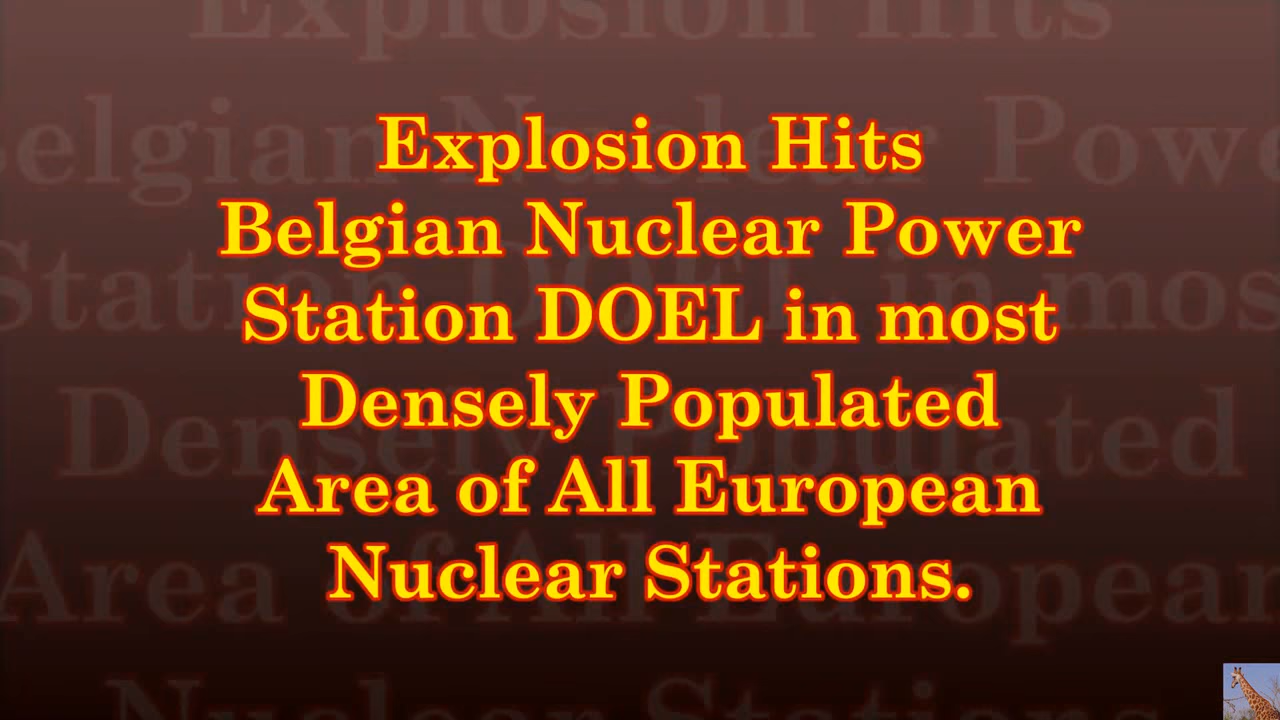 Explosion Hits
Belgian Nuclear Power
Station DOEL in most
Densely Populated
Area of All European
Nuclear Stations.